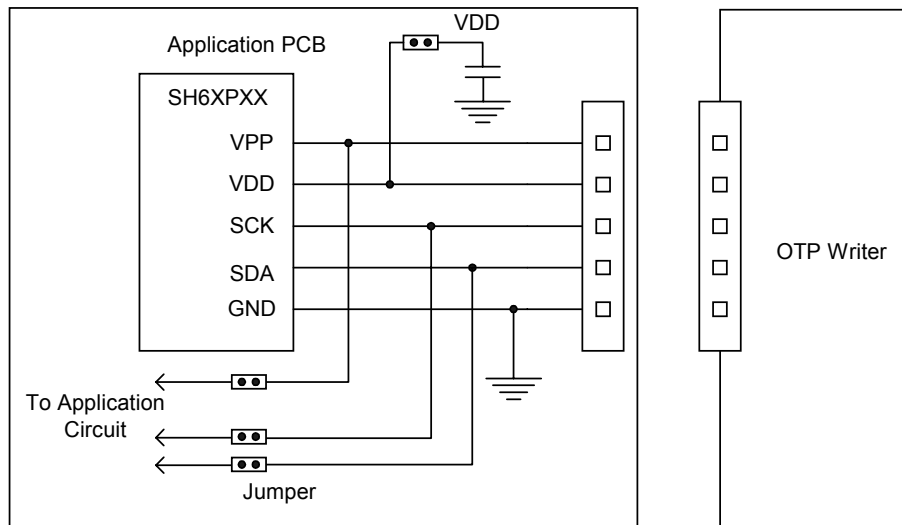 VDD
Application PCB
SH6XPXX
VPP
VDD
SCK
SDA
GND
OTP Writer
To Application
Circuit
Jumper